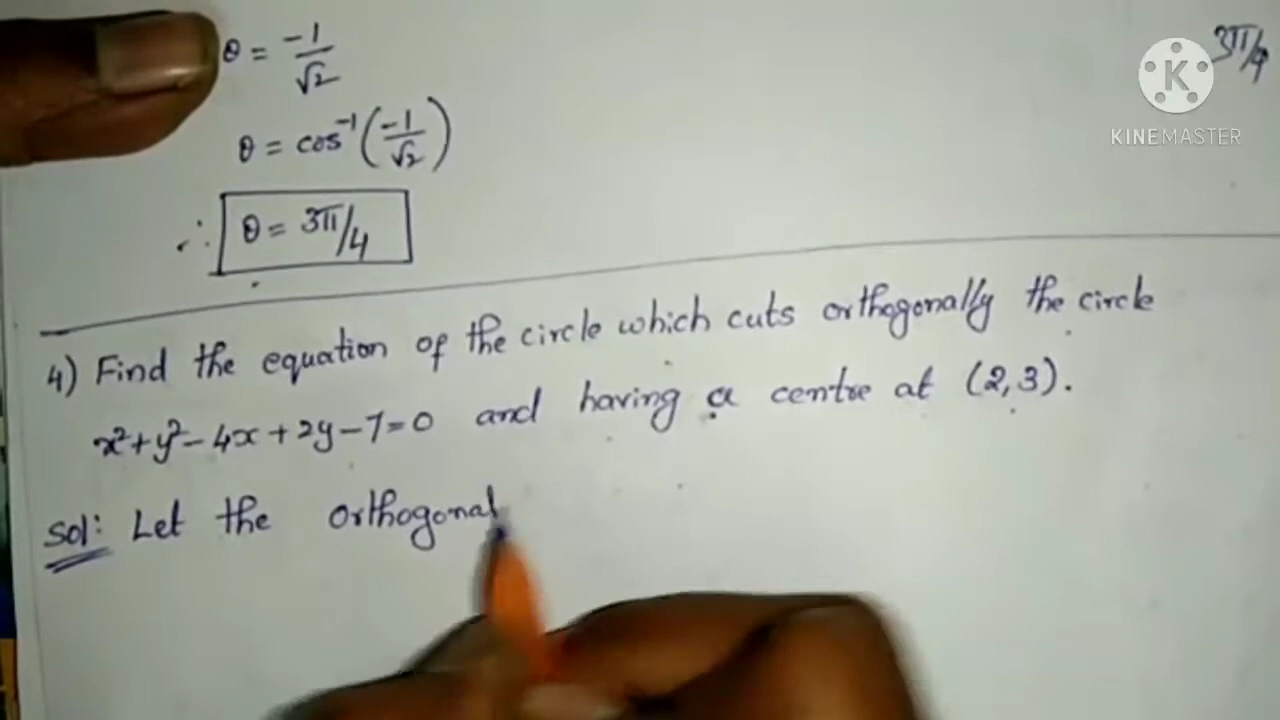 θ = -1/√2
3π/4
KINEMASTER
θ = cos⁻¹(-1/√2)
∴ θ = 3π/4
4) Find the equation of the circle which cuts orthogonally the circle
x²+y²-4x+2y-7=0 and having a centre at (2,3).
Sol: Let the orthogonal